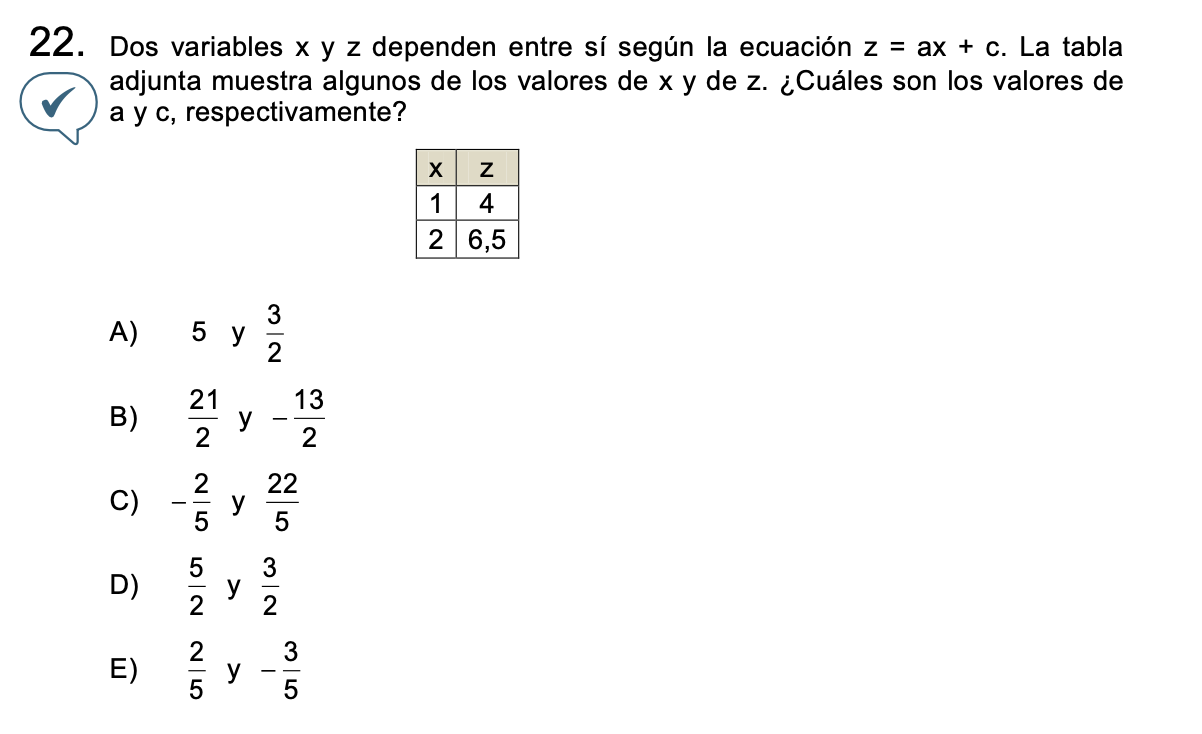 22. Dos variables x y z dependen entre sí según la ecuación z = ax + c. La tabla
adjunta muestra algunos de los valores de x y de z. ¿Cuáles son los valores de
a y c, respectivamente?
x z
1 4
2 6,5
A) 5 y 3/2
B) 21/2 y -13/2
C) -2/5 y 22/5
D) 5/2 y 3/2
E) 2/5 y -3/5